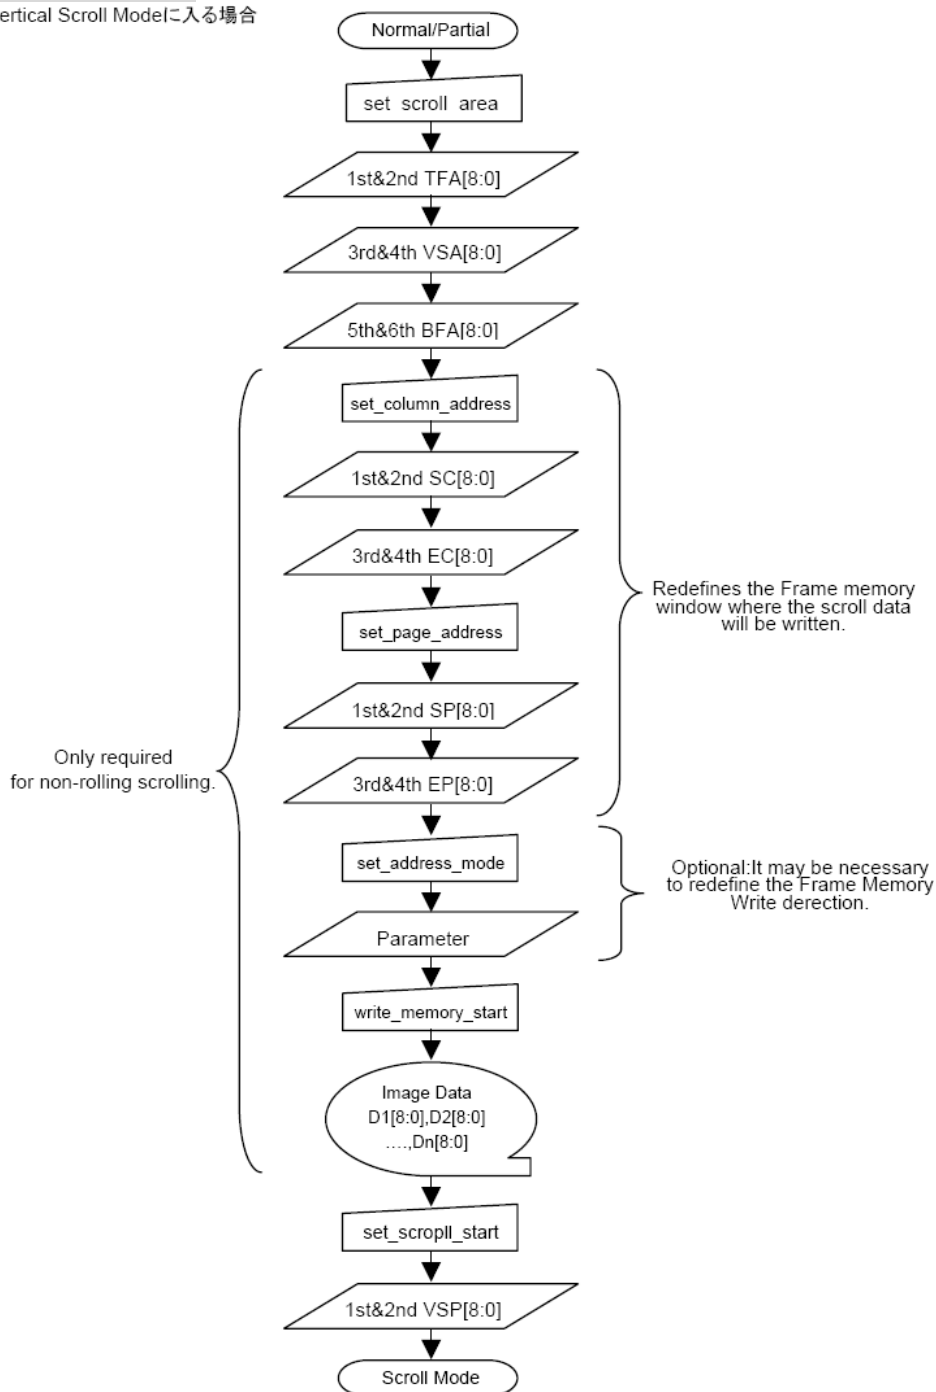 ertical Scroll Modeに入る場合
Normal/Partial
set scroll area
1st&2nd TFA[8:0]
3rd&4th VSA[8:0]
5th&6th BFA[8:0]
set_column_address
1st&2nd SC[8:0]
3rd&4th EC[8:0]
set_page_address
1st&2nd SP[8:0]
3rd&4th EP[8:0]
Redefines the Frame memory
window where the scroll data
will be written.
Only required
for non-rolling scrolling.
set_address_mode
Parameter
Optional:It may be necessary
to redefine the Frame Memory
Write derection.
write_memory_start
Image Data
D1[8:0],D2[8:0]
....,Dn[8:0]
set_scropll_start
1st&2nd VSP[8:0]
Scroll Mode